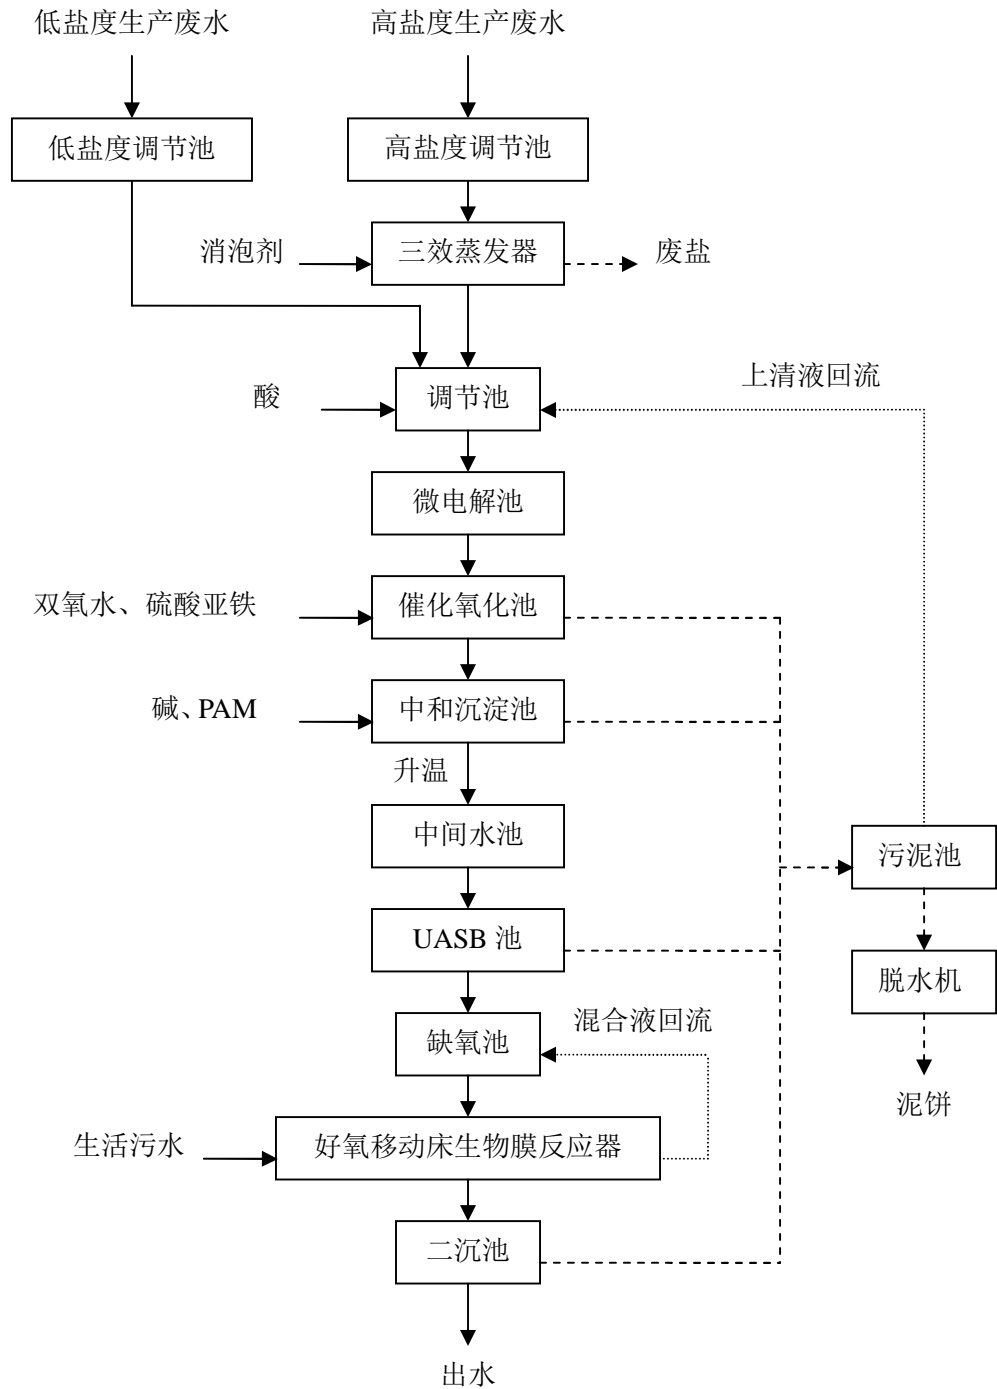 低盐度生产废水
高盐度生产废水
低盐度调节池
高盐度调节池
消泡剂
三效蒸发器
废盐
上清液回流
酸
调节池
微电解池
双氧水、硫酸亚铁
催化氧化池
碱、PAM
中和沉淀池
升温
中间水池
污泥池
UASB 池
脱水机
混合液回流
缺氧池
泥饼
生活污水
好氧移动床生物膜反应器
二沉池
出水